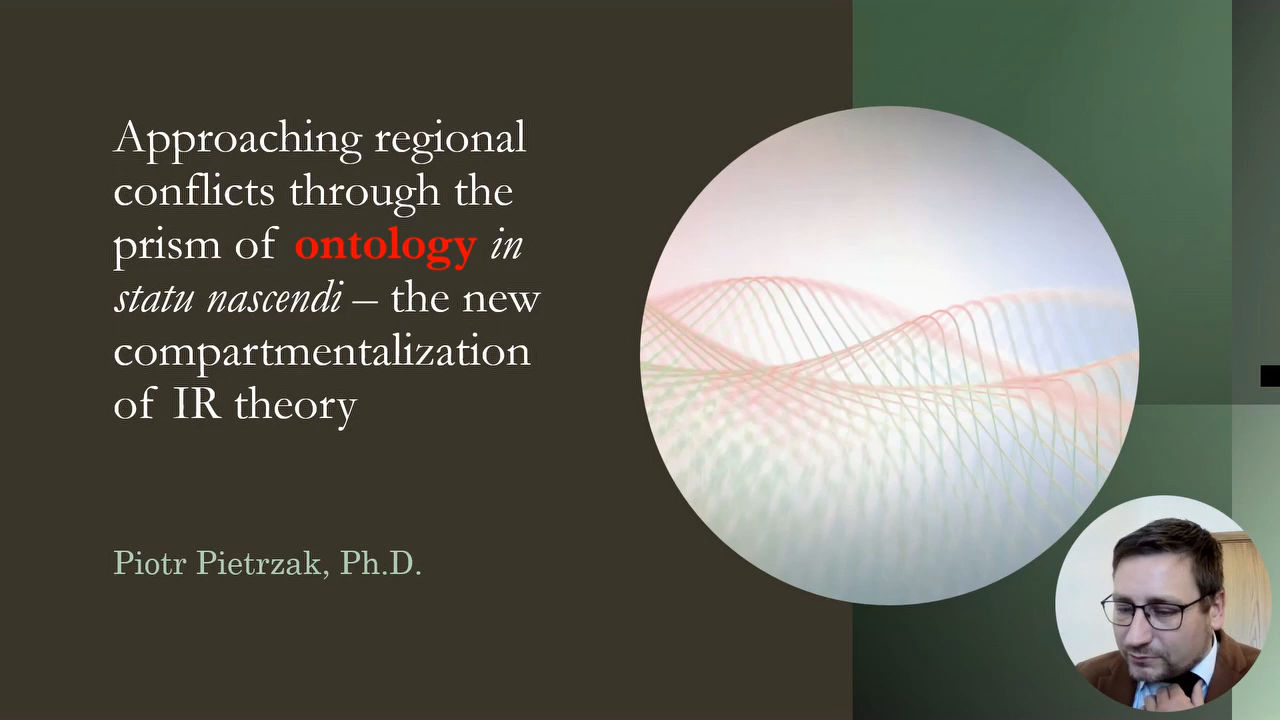 Approaching regional
conflicts through the
prism of ontology in
statu nascendi – the new
compartmentalization
of IR theory
Piotr Pietrzak, Ph.D.